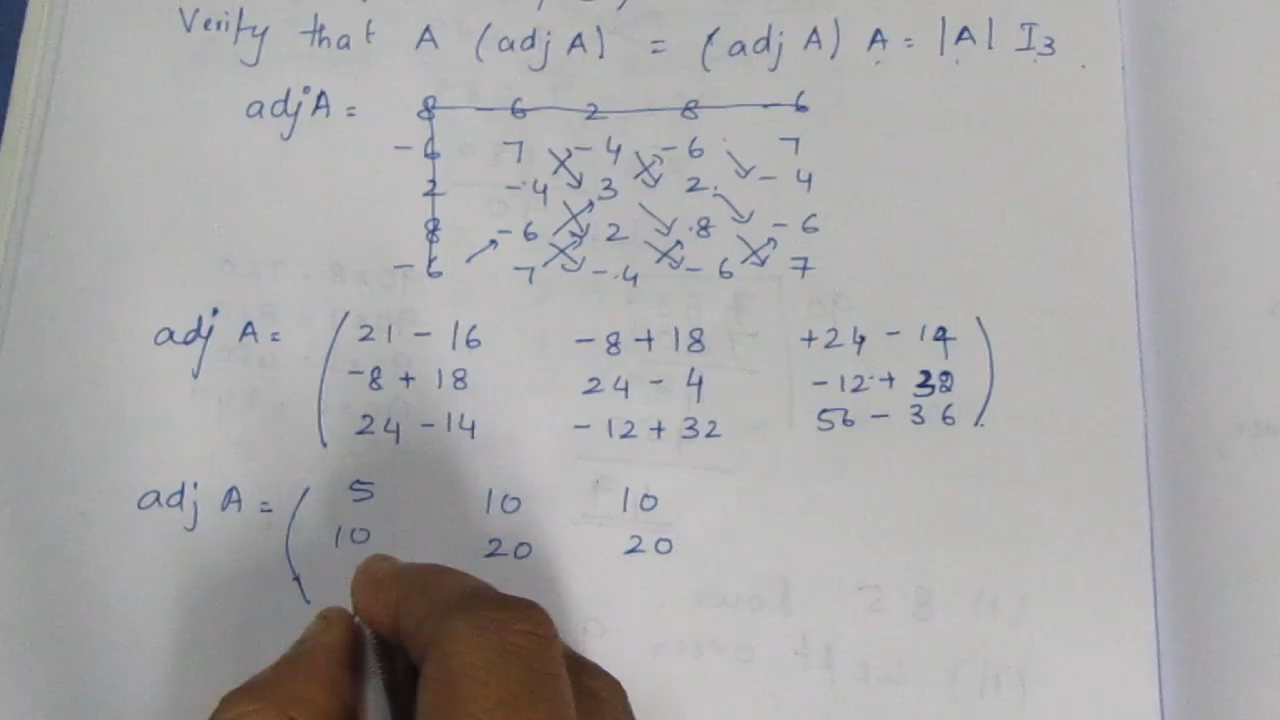 Verify that A (adj A) = (adj A) A = |A| I3
adj A = 8 -6 2 8 -6
-6 7 -4 -6 7
2 -4 3 2 -4
8 -6 2 8 -6
-6 7 -4 -6 7
adj A = ( 21 - 16 -8 + 18 +24 - 14
-8 + 18 24 - 4 -12 + 32
24 - 14 -12 + 32 56 - 36 )
adj A = ( 5 10 10
10 20 20